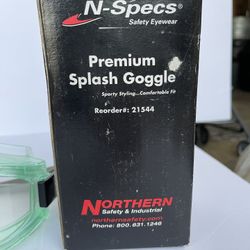 N-Specs®
Safety Eyewear
Premium
Splash Goggle
Sporty Styling...Comfortable Fit
Reorder#: 21544
NORTHERN
Safety & Industrial
northernsafety.com
Phone: 800.631.1246